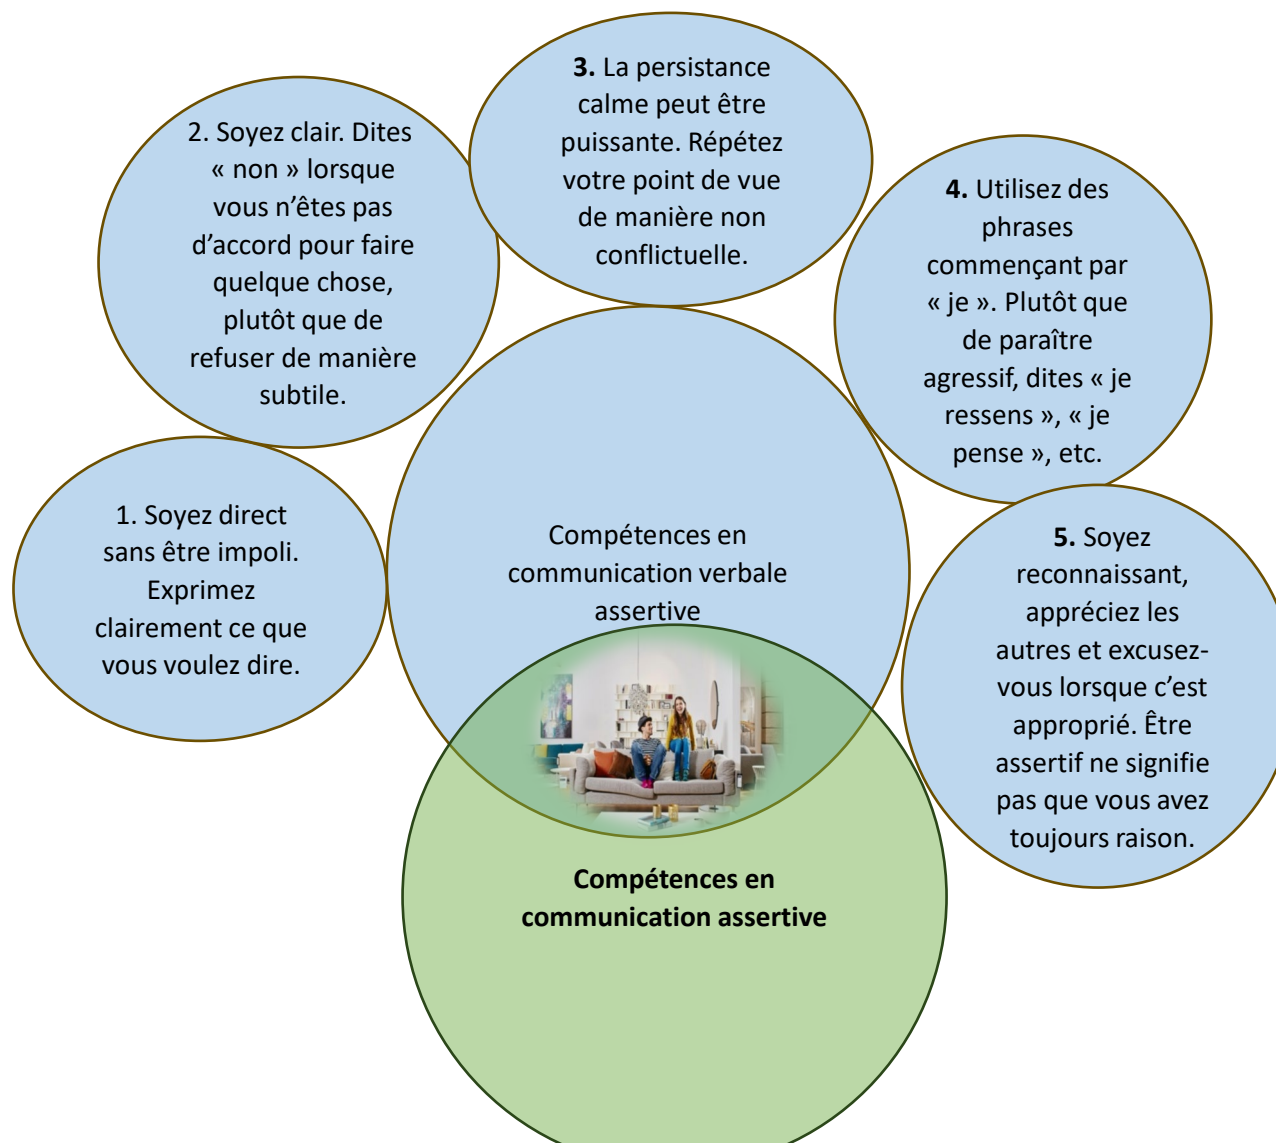 1. Soyez direct
sans être impoli.
Exprimez
clairement ce que
vous voulez dire.
2. Soyez clair. Dites
« non » lorsque
vous n’êtes pas
d’accord pour faire
quelque chose,
plutôt que de
refuser de manière
subtile.
3. La persistance
calme peut être
puissante. Répétez
votre point de vue
de manière non
conflictuelle.
4. Utilisez des
phrases
commençant par
« je ». Plutôt que
de paraître
agressif, dites « je
ressens », « je
pense », etc.
5. Soyez
reconnaissant,
appréciez les
autres et excusez-
vous lorsque c’est
approprié. Être
assertif ne signifie
pas que vous avez
toujours raison.
Compétences en
communication verbale
assertive
Compétences en
communication assertive